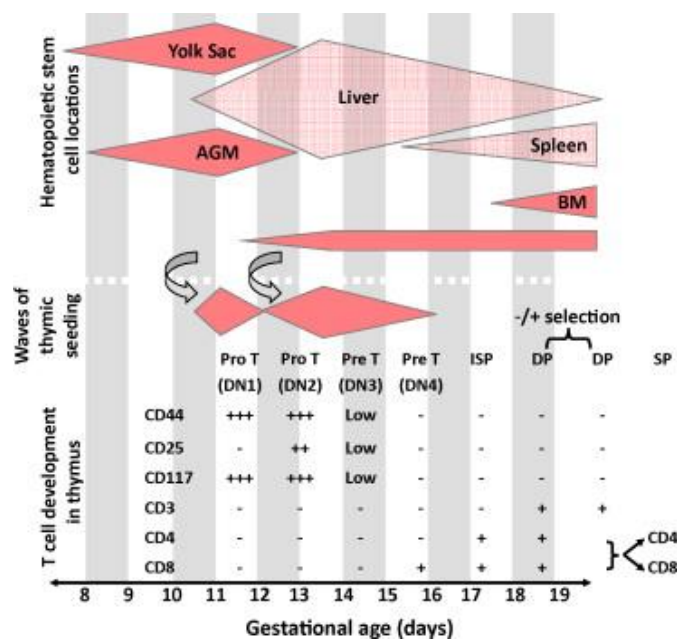 Hematopoietic stem
cell locations
Yolk Sac
Liver
AGM
Spleen
BM
Waves of
thymic
seeding
-/+ selection
Pro T Pro T Pre T Pre T ISP DP DP SP
(DN1) (DN2) (DN3) (DN4)
T cell development
in thymus
CD44 +++ +++ Low - - - -
CD25 - ++ Low - - - -
CD117 +++ +++ Low - - - -
CD3 - - - - - + +
CD4 - - - - + + CD4
CD8 - - - + + + CD8
8 9 10 11 12 13 14 15 16 17 18 19
Gestational age (days)